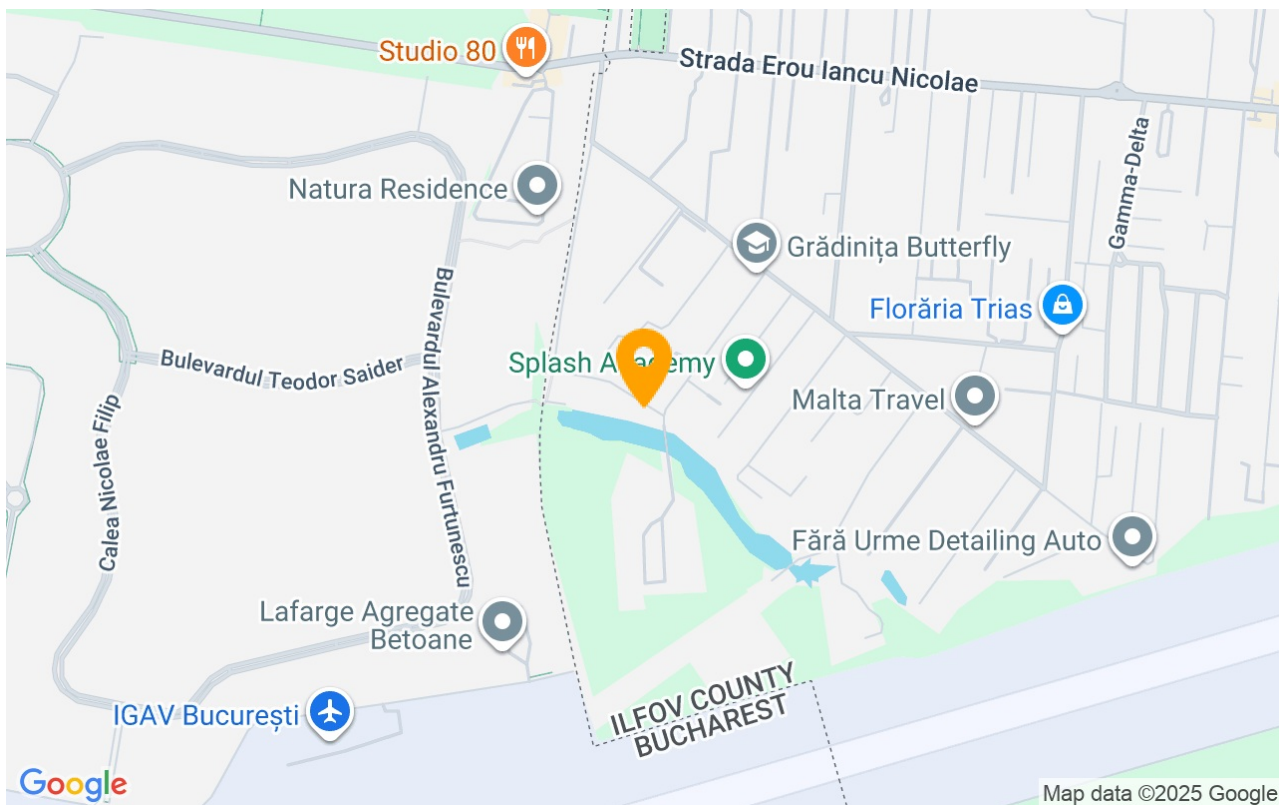 Studio 80
Strada Erou Iancu Nicolae
Gamma-Delta
Natura Residence
Grădinița Butterfly
Florăria Trias
Bulevardul Alexandru Furtunescu
Bulevardul Teodor Saider
Splash Academy
Malta Travel
Calea Nicolae Filip
Fără Urme Detailing Auto
Lafarge Agregate
Betoane
ILFOV COUNTY
BUCHAREST
IGAV București
Google
Map data ©2025 Google